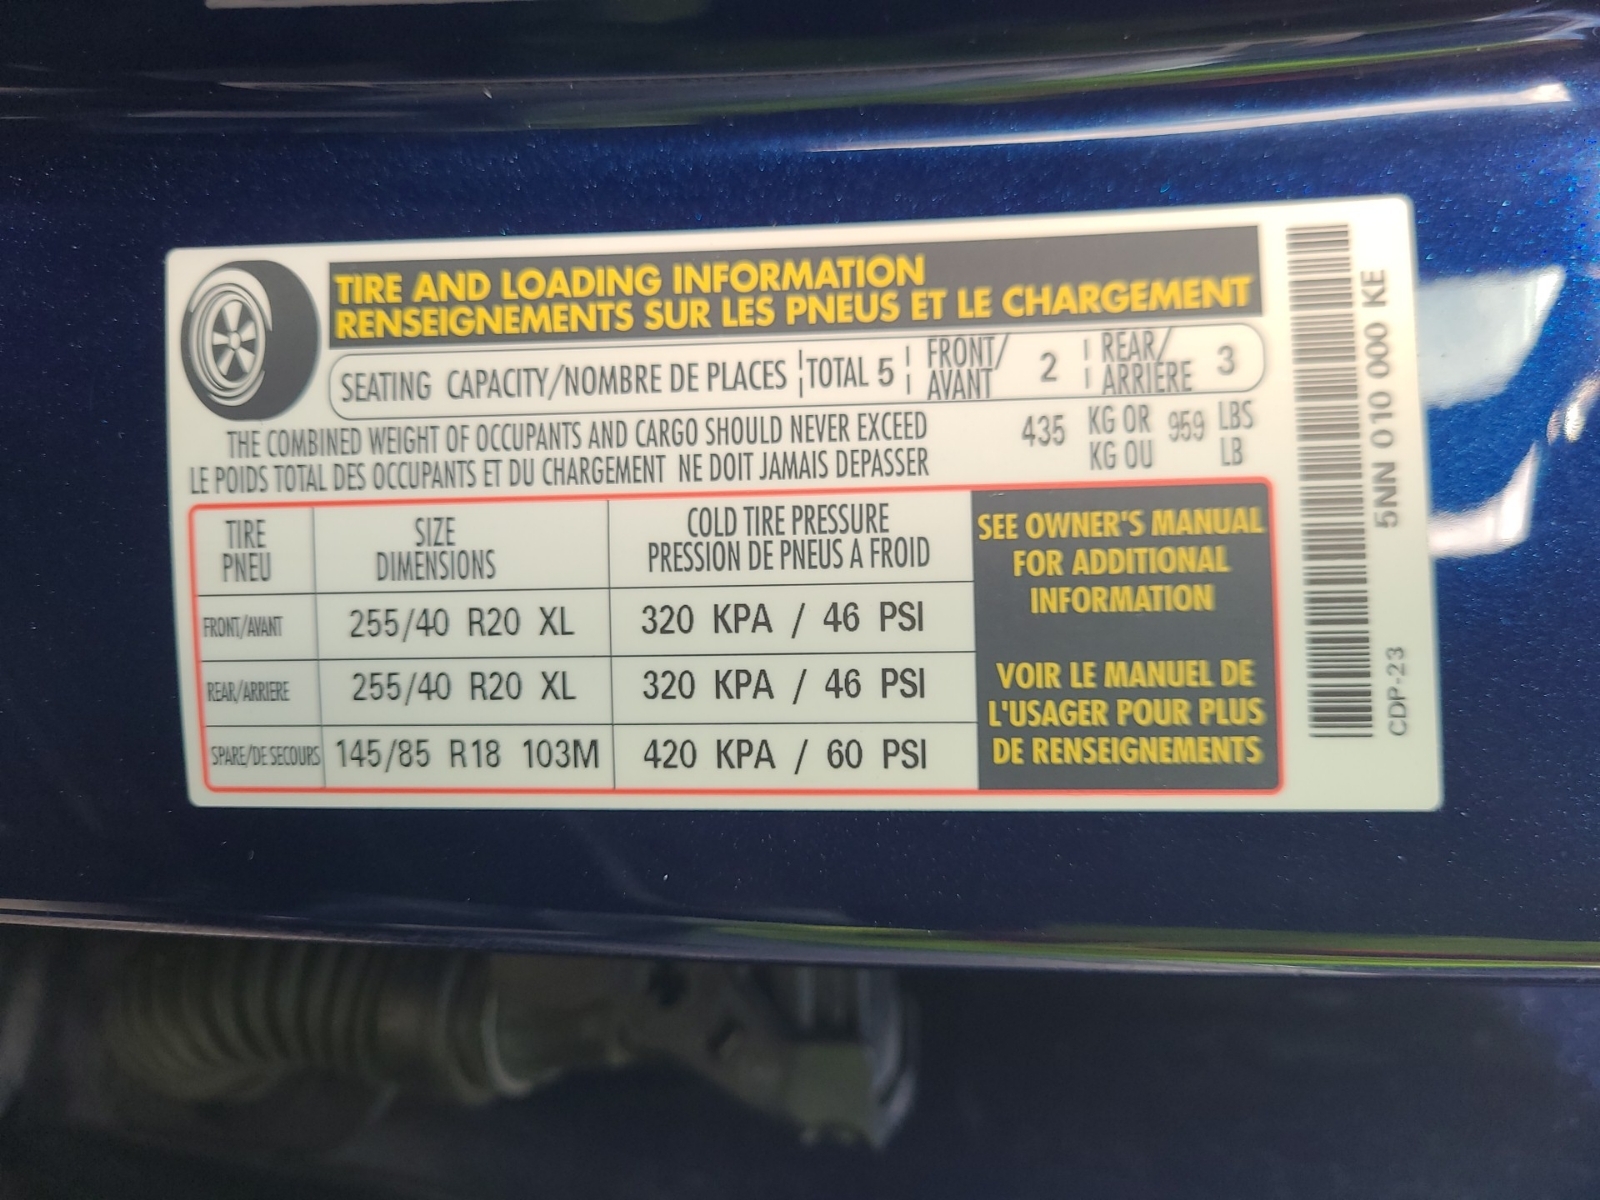 TIRE AND LOADING INFORMATION
RENSEIGNEMENTS SUR LES PNEUS ET LE CHARGEMENT
SEATING CAPACITY/NOMBRE DE PLACES TOTAL 5 FRONT/AVANT 2 REAR/ARRIÈRE 3
THE COMBINED WEIGHT OF OCCUPANTS AND CARGO SHOULD NEVER EXCEED 435 KG OR 959 LBS
LE POIDS TOTAL DES OCCUPANTS ET DU CHARGEMENT NE DOIT JAMAIS DEPASSER KG OU LB
TIRE SIZE COLD TIRE PRESSURE
PNEU DIMENSIONS PRESSION DE PNEUS A FROID
FRONT/AVANT 255/40 R20 XL 320 KPA / 46 PSI
REAR/ARRIERE 255/40 R20 XL 320 KPA / 46 PSI
SPARE/DE SECOURS 145/85 R18 103M 420 KPA / 60 PSI
SEE OWNER'S MANUAL
FOR ADDITIONAL
INFORMATION
VOIR LE MANUEL DE
L'USAGER POUR PLUS
DE RENSEIGNEMENTS
5NN 010 000 KE
CDP-23